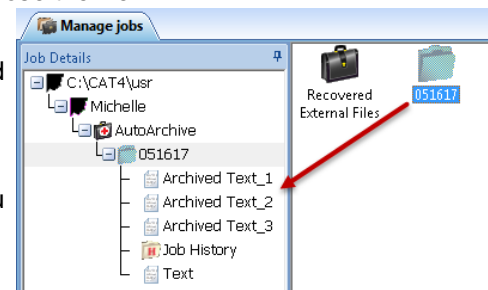 Manage jobs
Job Details
C:\CAT4\usr
Michelle
AutoArchive
051617
Archived Text_1
Archived Text_2
Archived Text_3
Job History
Text
Recovered
External Files
051617